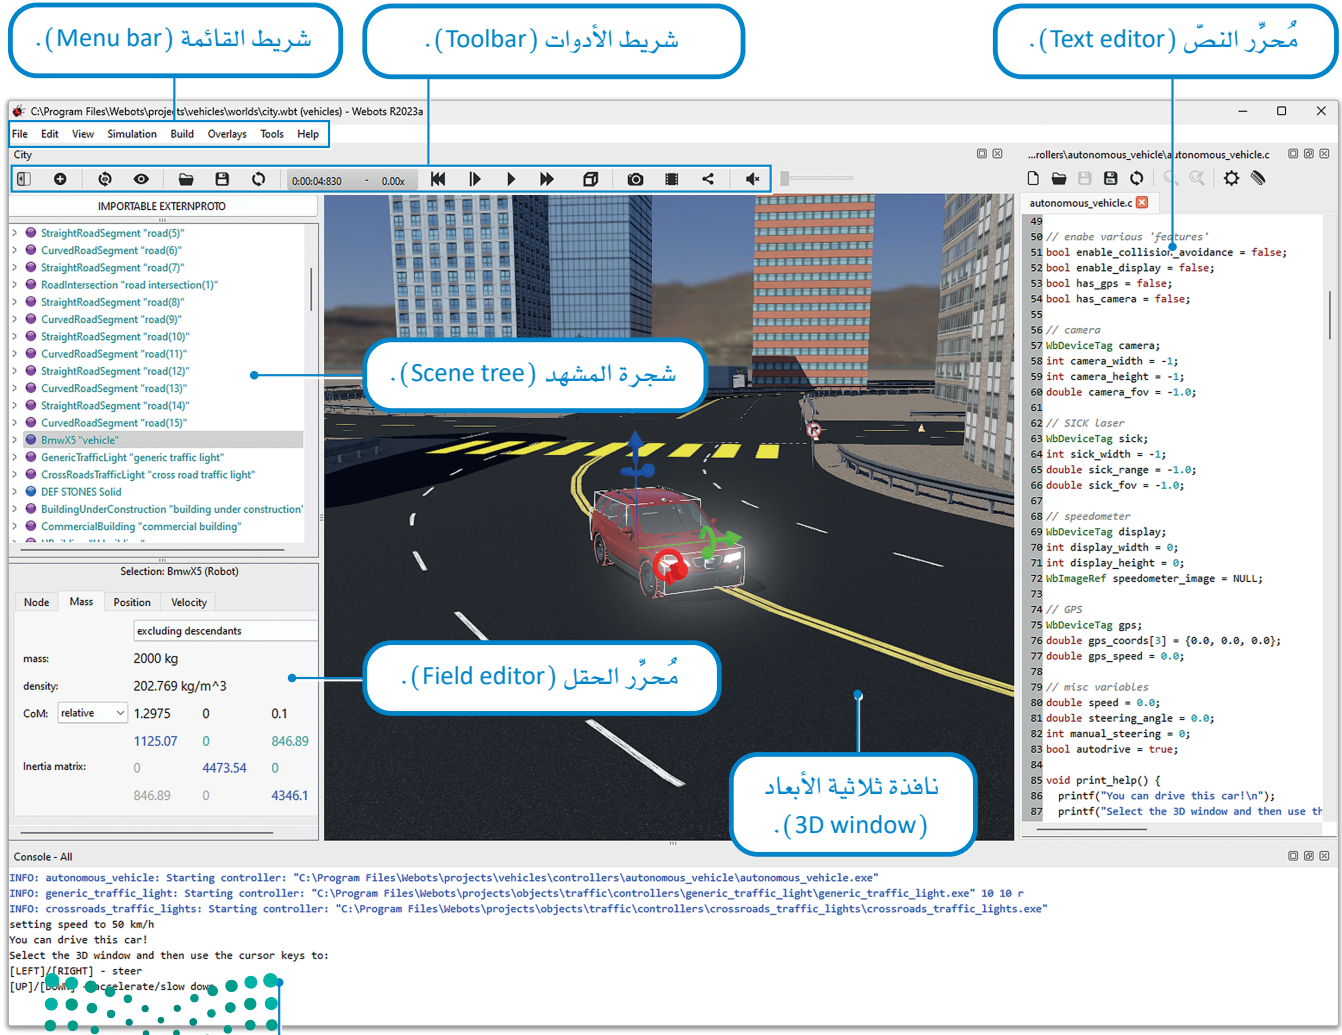 شريط القائمة (Menu bar).
شريط الأدوات (Toolbar).
مُحرِّر النصّ (Text editor).
C:\Program Files\Webots\projects\vehicles\worlds\city.wbt (vehicles) - Webots R2023a
File Edit View Simulation Build Overlays Tools Help
City
...rollers\autonomous_vehicle\autonomous_vehicle.c
0:00:04:830 - 0.00x
IMPORTABLE EXTERNPROTO
StraightRoadSegment "road(5)"
CurvedRoadSegment "road(6)"
StraightRoadSegment "road(7)"
RoadIntersection "road intersection(1)"
StraightRoadSegment "road(8)"
CurvedRoadSegment "road(9)"
StraightRoadSegment "road(10)"
CurvedRoadSegment "road(11)"
StraightRoadSegment "road(12)"
CurvedRoadSegment "road(13)"
StraightRoadSegment "road(14)"
CurvedRoadSegment "road(15)"
BmwX5 "vehicle"
GenericTrafficLight "generic traffic light"
CrossRoadsTrafficLight "cross road traffic light"
DEF STONES Solid
BuildingUnderConstruction "building under construction"
CommercialBuilding "commercial building"
شجرة المشهد (Scene tree).
Selection: BmwX5 (Robot)
Node Mass Position Velocity
excluding descendants
mass: 2000 kg
density: 202.769 kg/m^3
CoM: relative 1.2975 0 0.1
1125.07 0 846.89
Inertia matrix: 0 4473.54 0
846.89 0 4346.1
مُحرِّر الحقل (Field editor).
نافذة ثلاثية الأبعاد
(3D window).
autonomous_vehicle.c
49
50 // enabe various 'features'
51 bool enable_collision_avoidance = false;
52 bool enable_display = false;
53 bool has_gps = false;
54 bool has_camera = false;
55
56 // camera
57 WbDeviceTag camera;
58 int camera_width = -1;
59 int camera_height = -1;
60 double camera_fov = -1.0;
61
62 // SICK laser
63 WbDeviceTag sick;
64 int sick_width = -1;
65 double sick_range = -1.0;
66 double sick_fov = -1.0;
67
68 // speedometer
69 WbDeviceTag display;
70 int display_width = 0;
71 int display_height = 0;
72 WbImageRef speedometer_image = NULL;
73
74 // GPS
75 WbDeviceTag gps;
76 double gps_coords[3] = {0.0, 0.0, 0.0};
77 double gps_speed = 0.0;
78
79 // misc variables
80 double speed = 0.0;
81 double steering_angle = 0.0;
82 int manual_steering = 0;
83 bool autodrive = true;
84
85 void print_help() {
86 printf("You can drive this car!\n");
87 printf("Select the 3D window and then use th
Console - All
INFO: autonomous_vehicle: Starting controller: "C:\Program Files\Webots\projects\vehicles\controllers\autonomous_vehicle\autonomous_vehicle.exe"
INFO: generic_traffic_light: Starting controller: "C:\Program Files\Webots\projects\objects\traffic\controllers\generic_traffic_light\generic_traffic_light.exe" 10 10 r
INFO: crossroads_traffic_lights: Starting controller: "C:\Program Files\Webots\projects\objects\traffic\controllers\crossroads_traffic_lights\crossroads_traffic_lights.exe"
setting speed to 50 km/h
You can drive this car!
Select the 3D window and then use the cursor keys to:
[LEFT]/[RIGHT] - steer
[UP]/[DOWN] - accelerate/slow down